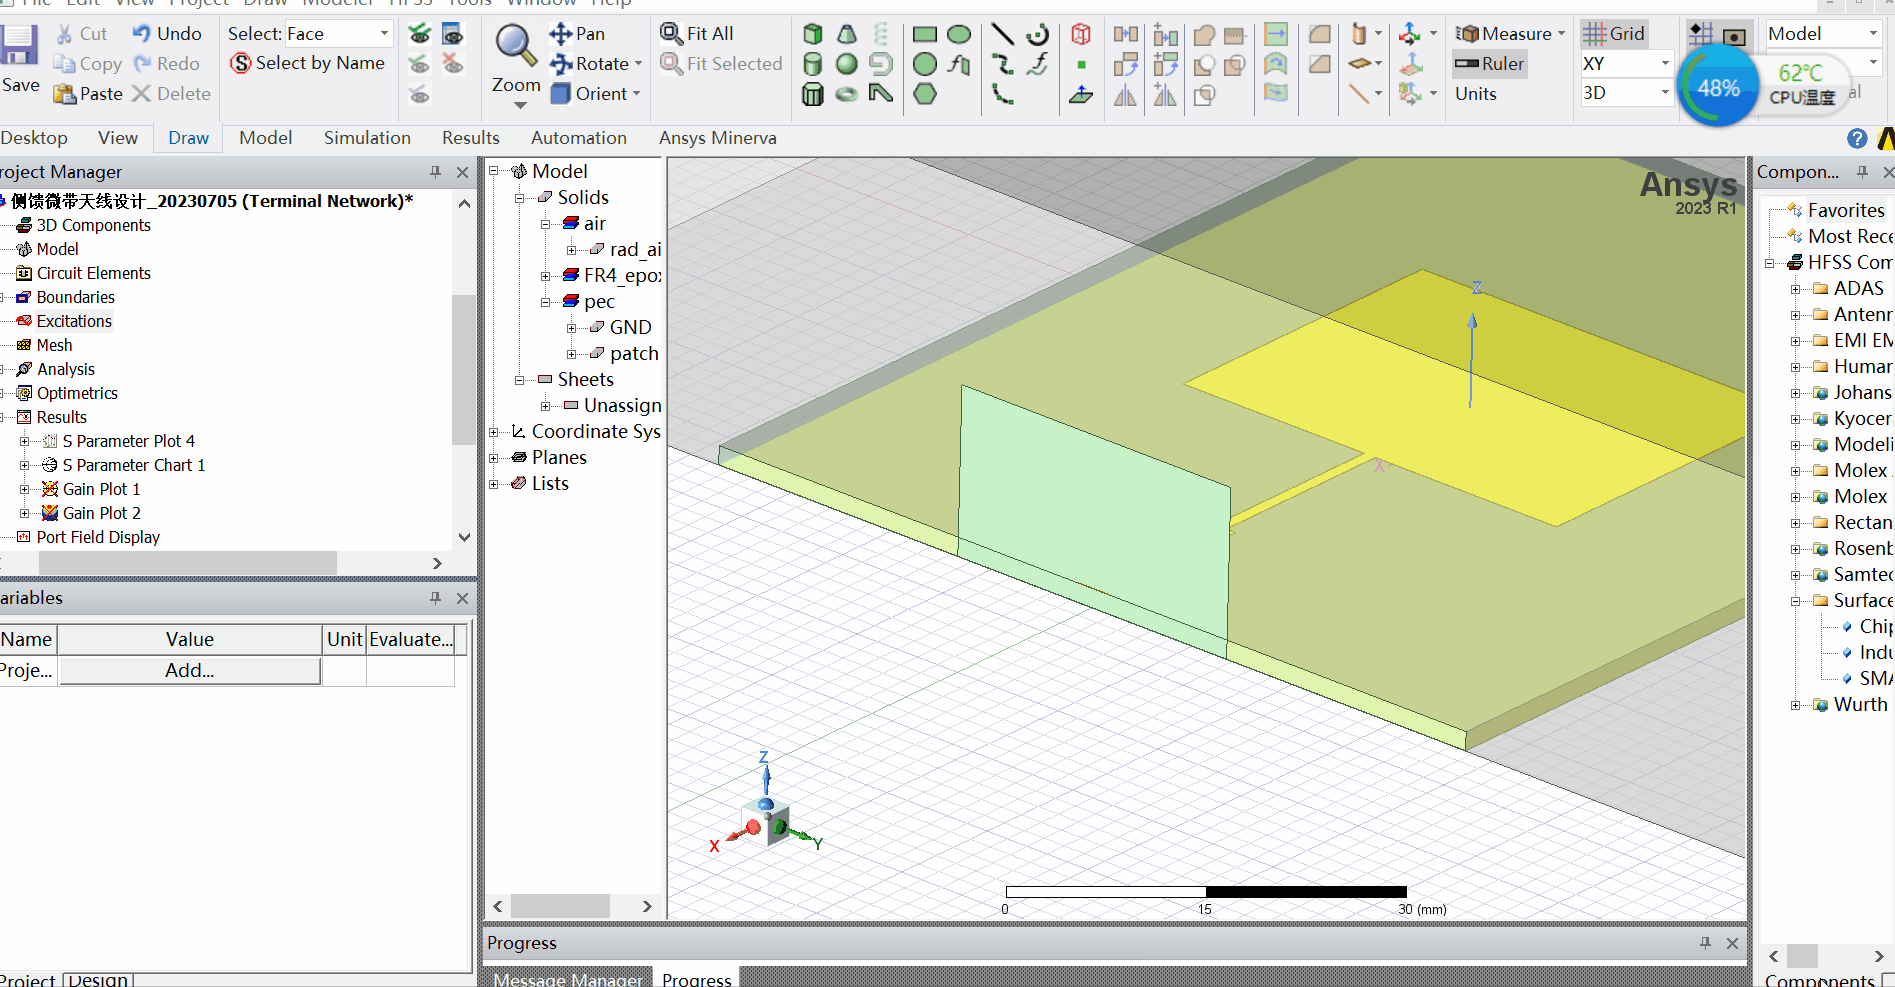 File Edit View Project Draw Modeler HFSS Tools Window Help
Save
Cut
Copy
Paste
Undo
Redo
Delete
Select: Face
Select by Name
Zoom
Pan
Rotate
Orient
Fit All
Fit Selected
Measure
Ruler
Units
Grid
XY
3D
Model
48%
62℃
CPU温度
al
Desktop View Draw Model Simulation Results Automation Ansys Minerva
roject Manager
侧馈微带天线设计_20230705 (Terminal Network)*
3D Components
Model
Circuit Elements
Boundaries
Excitations
Mesh
Analysis
Optimetrics
Results
S Parameter Plot 4
S Parameter Chart 1
Gain Plot 1
Gain Plot 2
Port Field Display
ariables
Name Value Unit Evaluate...
Proje... Add...
Project Design
Model
Solids
air
rad_ai
FR4_epox
pec
GND
patch
Sheets
Unassign
Coordinate Sys
Planes
Lists
Ansys
2023 R1
Z
X
Z
X
Y
0 15 30 (mm)
Progress
Message Manager Progress
Compon...
Favorites
Most Rece
HFSS Com
ADAS
Antenr
EMI EM
Humar
Johans
Kyocer
Modeli
Molex
Molex
Rectan
Rosenb
Samtec
Surface
Chip
Indu
SMA
Wurth
Components